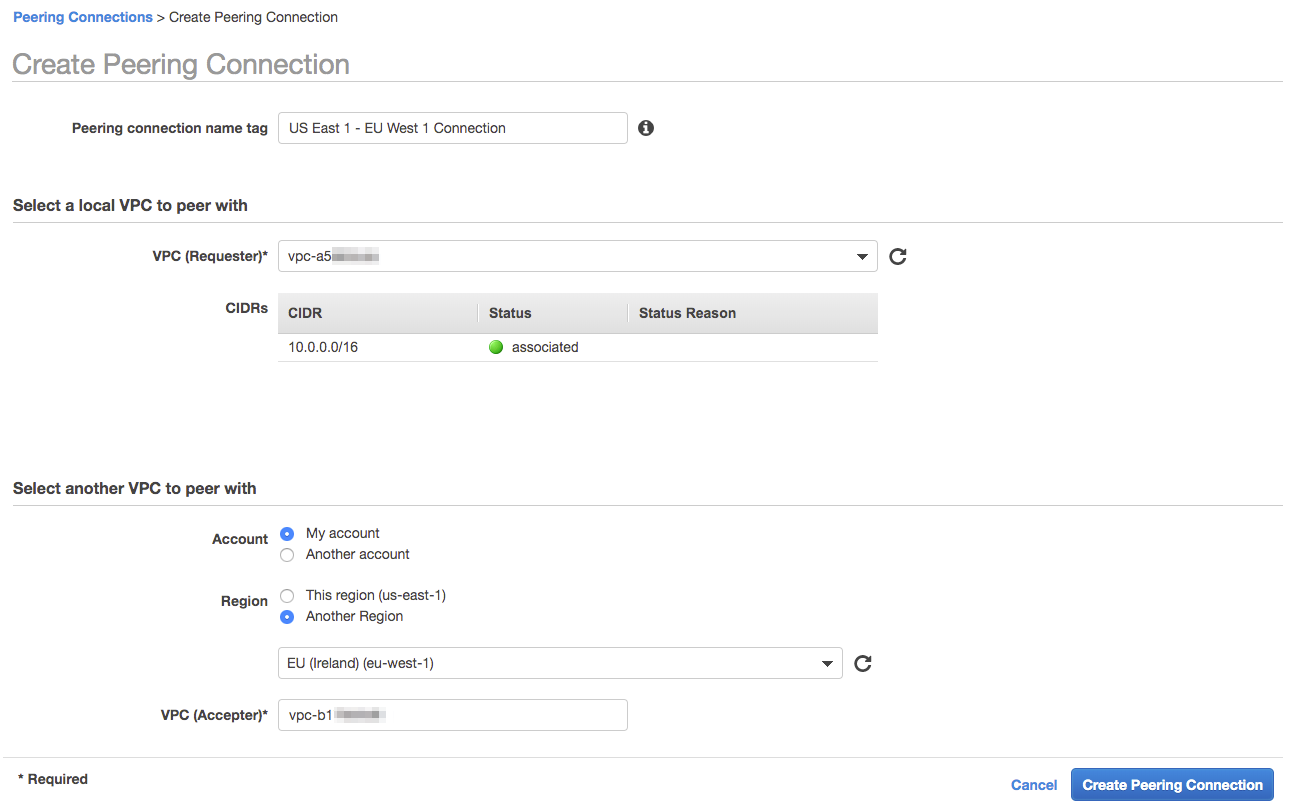 Peering Connections > Create Peering Connection
Create Peering Connection
Peering connection name tag US East 1 - EU West 1 Connection
Select a local VPC to peer with
VPC (Requester)* vpc-a5
CIDRs CIDR Status Status Reason
10.0.0.0/16 associated
Select another VPC to peer with
Account My account
Another account
Region This region (us-east-1)
Another Region
EU (Ireland) (eu-west-1)
VPC (Accepter)* vpc-b1
* Required
Cancel Create Peering Connection